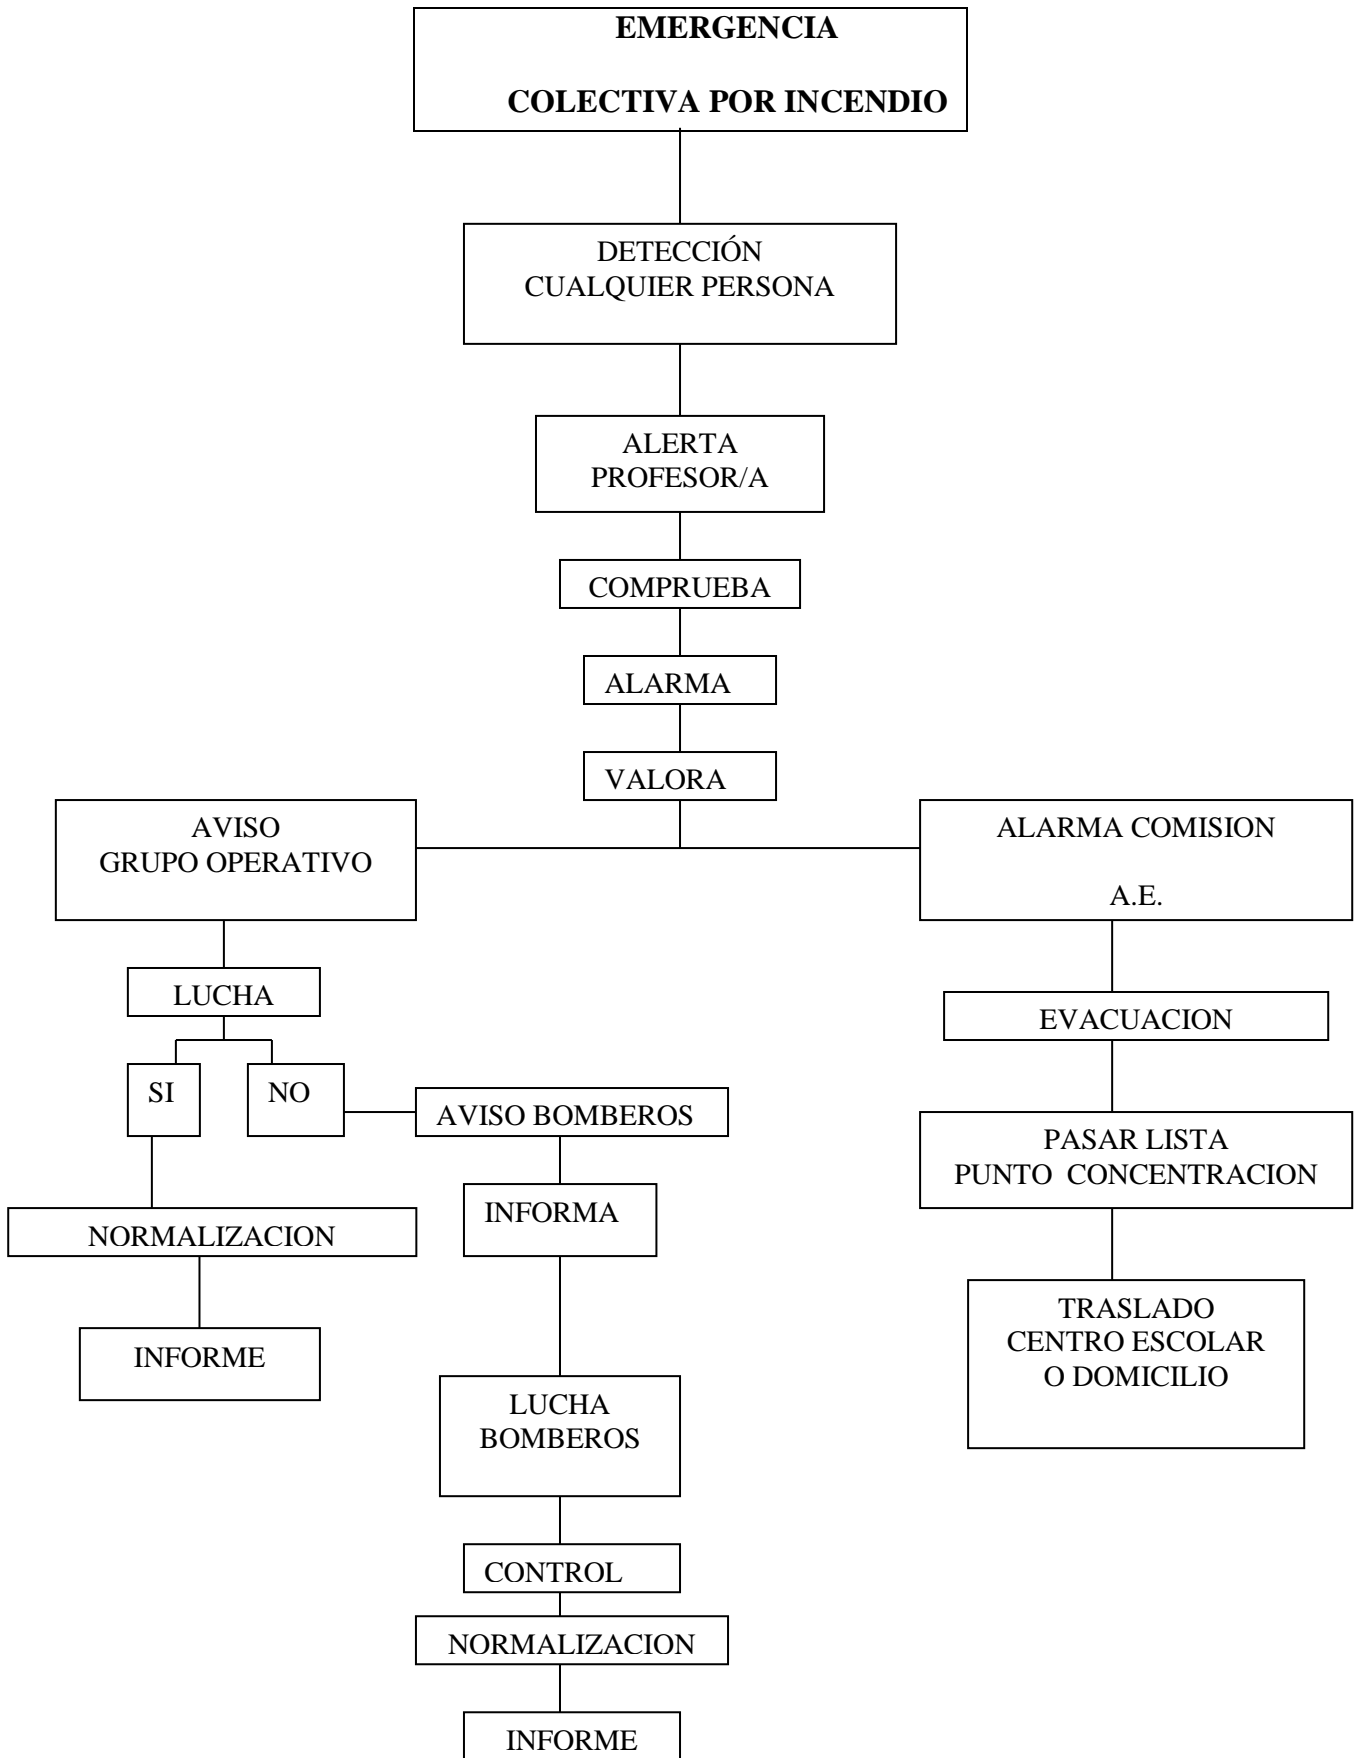 EMERGENCIA
COLECTIVA POR INCENDIO
DETECCIÓN
CUALQUIER PERSONA
ALERTA
PROFESOR/A
COMPRUEBA
ALARMA
VALORA
AVISO
GRUPO OPERATIVO
LUCHA
SI
NO
NORMALIZACION
INFORME
AVISO BOMBEROS
INFORMA
LUCHA
BOMBEROS
CONTROL
NORMALIZACION
INFORME
ALARMA COMISION
A.E.
EVACUACION
PASAR LISTA
PUNTO CONCENTRACION
TRASLADO
CENTRO ESCOLAR
O DOMICILIO